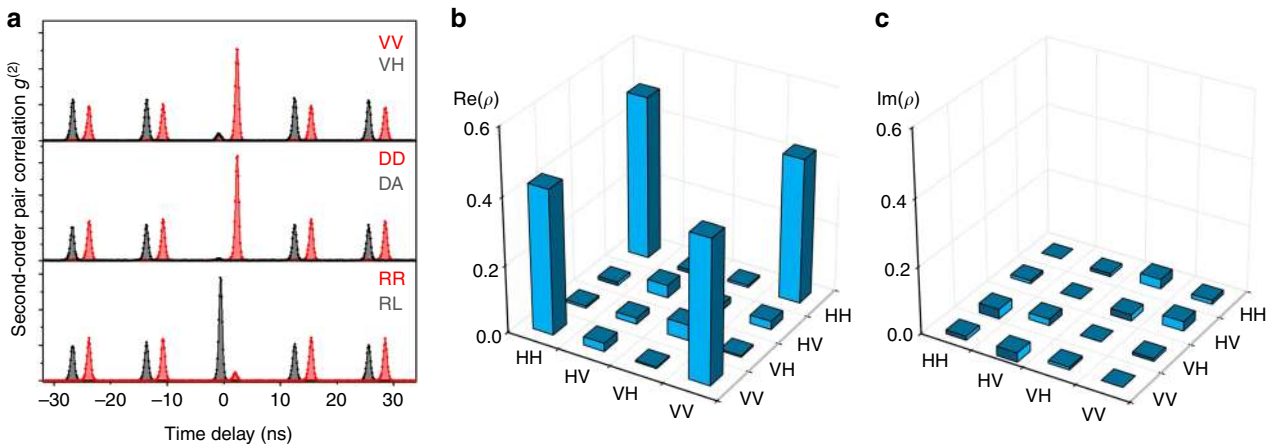 a
Second-order pair correlation g(2)
VV
VH
DD
DA
RR
RL
−30 −20 −10 0 10 20 30
Time delay (ns)
b
Re(ρ)
0.6
0.4
0.2
0.0
HH
HV
VH
VV
HH
HV
VH
VV
c
Im(ρ)
0.6
0.4
0.2
0.0
HH
HV
VH
VV
HH
HV
VH
VV